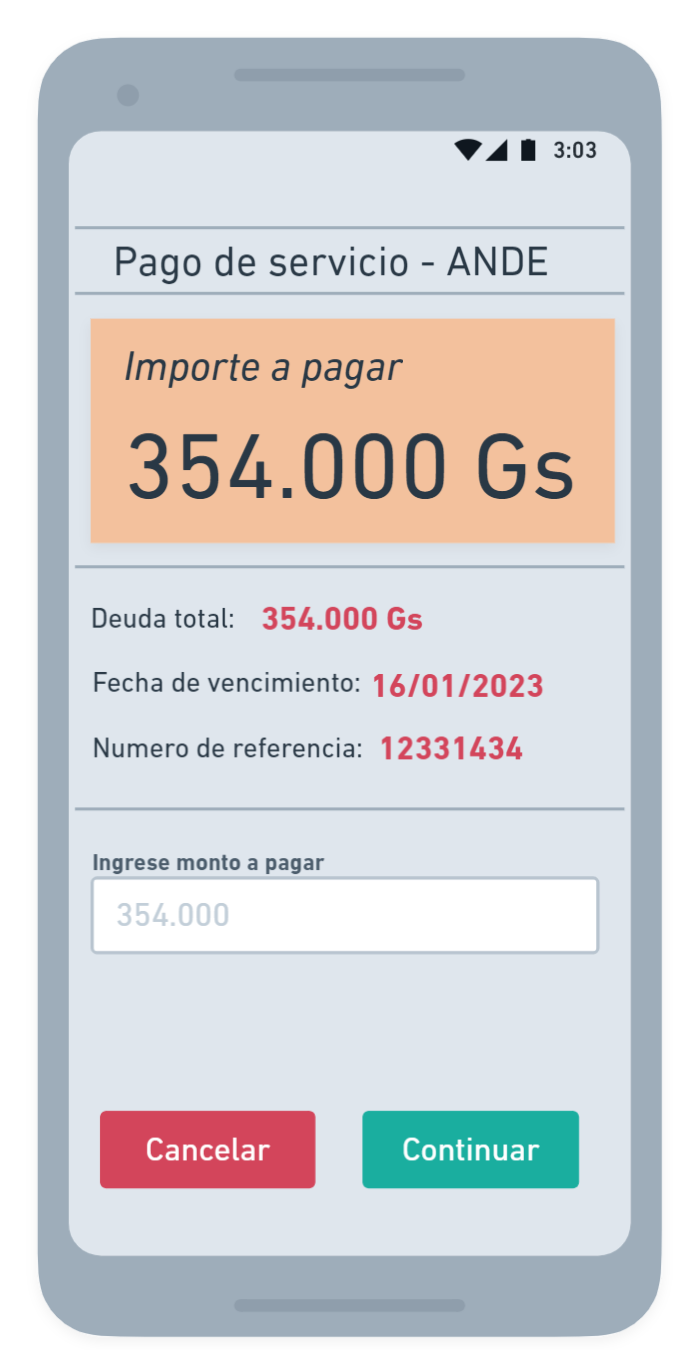 3:03
Pago de servicio - ANDE
Importe a pagar
354.000 Gs
Deuda total: 354.000 Gs
Fecha de vencimiento: 16/01/2023
Numero de referencia: 12331434
Ingrese monto a pagar
354.000
Cancelar Continuar